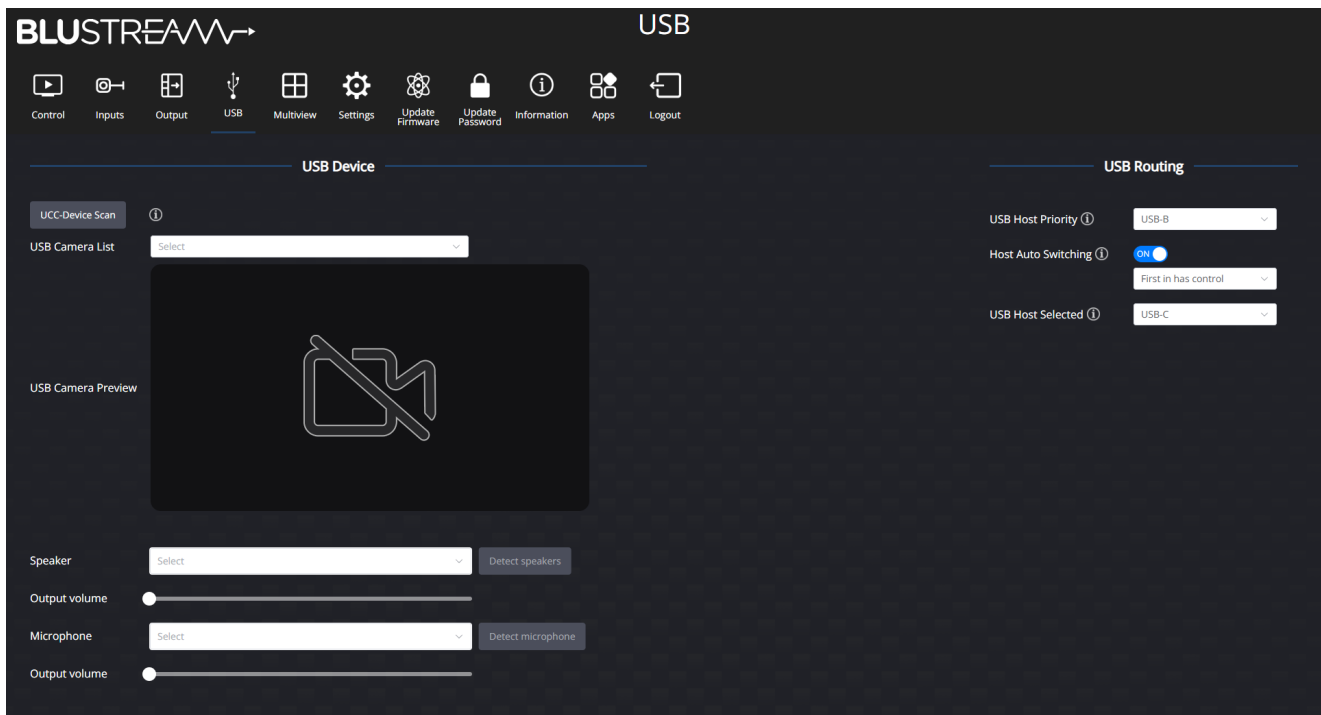 BLUSTREAM
USB
Control
Inputs
Output
USB
Multiview
Settings
Update
Firmware
Update
Password
Information
Apps
Logout
USB Device
UCC-Device Scan
USB Camera List
Select
USB Camera Preview
Speaker
Select
Detect speakers
Output volume
Microphone
Select
Detect microphone
Output volume
USB Routing
USB Host Priority
USB-B
Host Auto Switching
ON
First in has control
USB Host Selected
USB-C